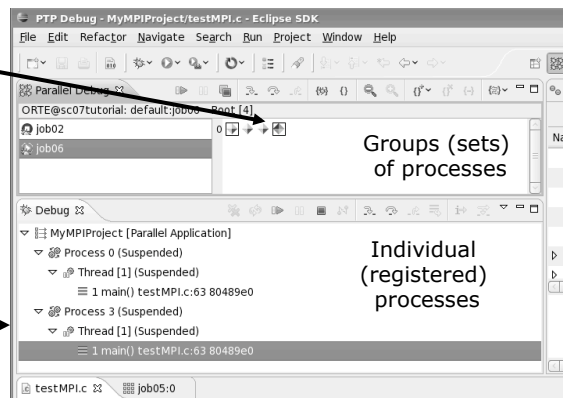 PTP Debug - MyMPIProject/testMPI.c - Eclipse SDK
File Edit Refactor Navigate Search Run Project Window Help
Parallel Debug
ORTE@sc07tutorial: default:job06 - Root [4]
job02
job06
0
Groups (sets)
of processes
Na
Debug
MyMPIProject [Parallel Application]
Process 0 (Suspended)
Thread [1] (Suspended)
1 main() testMPI.c:63 80489e0
Process 3 (Suspended)
Thread [1] (Suspended)
1 main() testMPI.c:63 80489e0
Individual
(registered)
processes
testMPI.c
job05:0